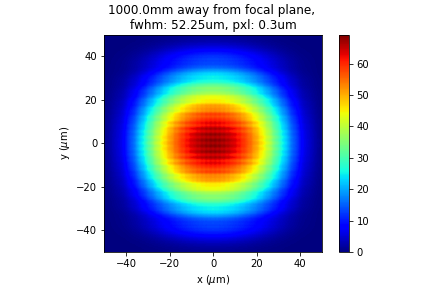 1000.0mm away from focal plane,
fwhm: 52.25um, pxl: 0.3um
40
20
0
−20
−40
y (μm)
−40 −20 0 20 40
x (μm)
60
50
40
30
20
10
0